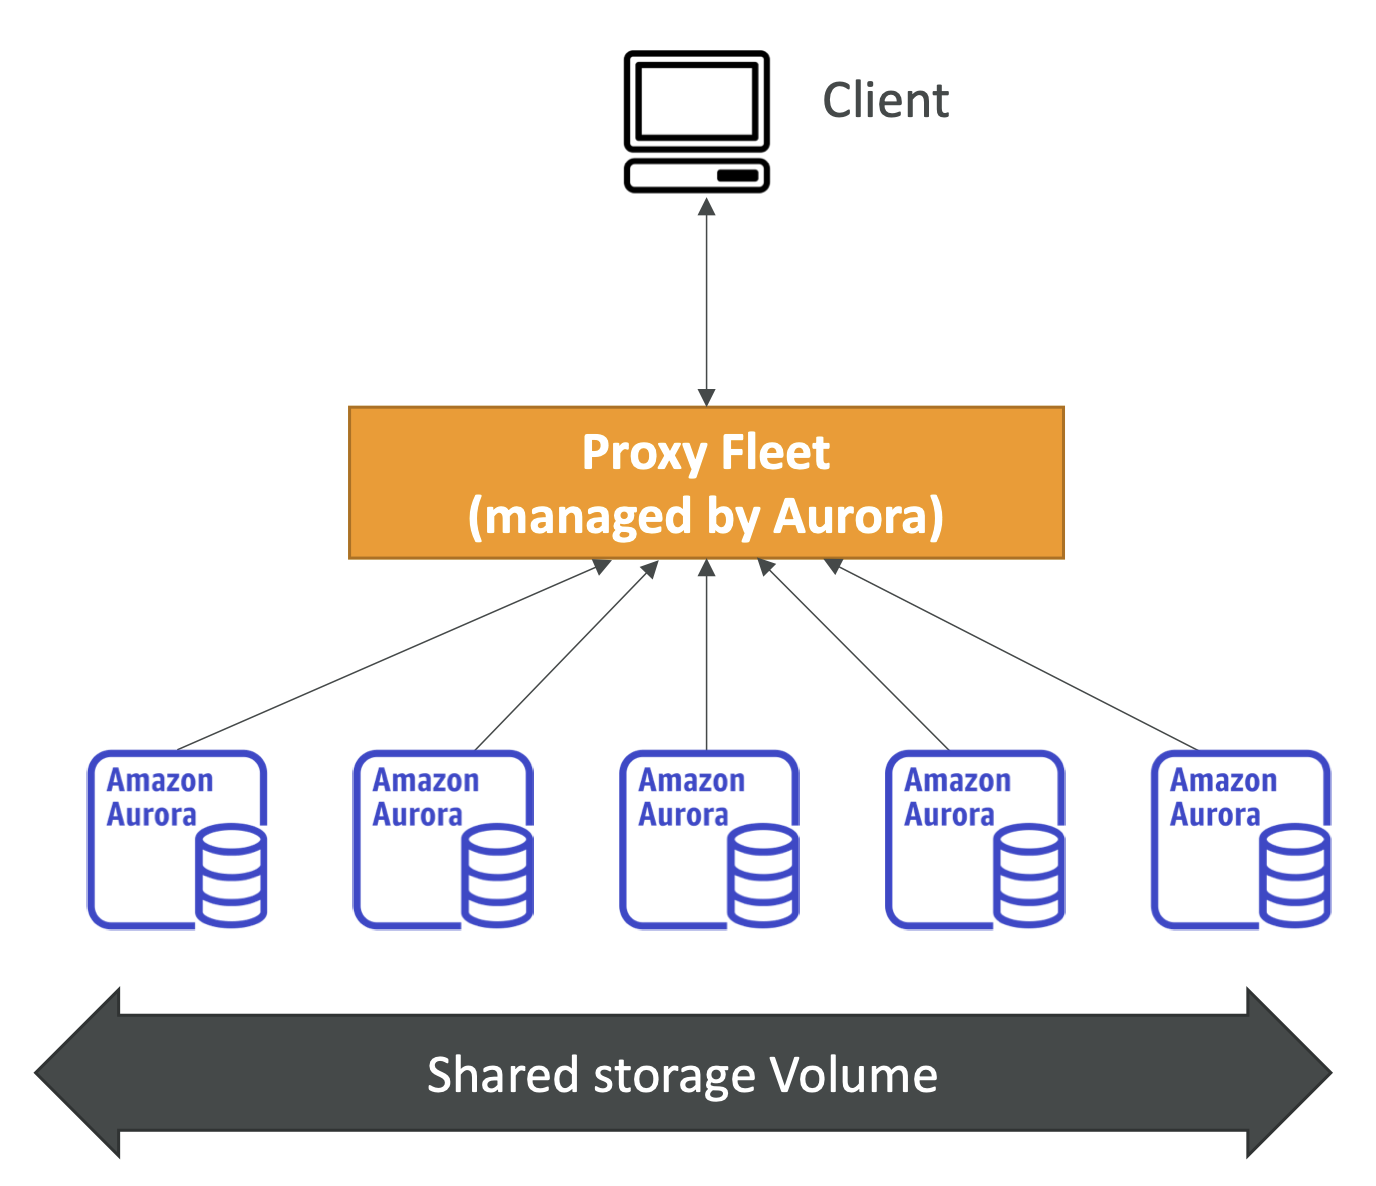 Client
Proxy Fleet
(managed by Aurora)
Amazon
Aurora
Amazon
Aurora
Amazon
Aurora
Amazon
Aurora
Amazon
Aurora
Shared storage Volume